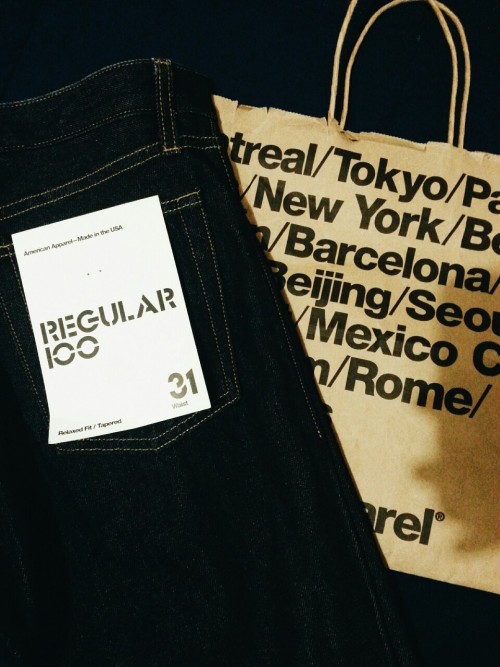 American Apparel—Made in the USA
REGULAR
100
31
Waist
Relaxed Fit / Tapered
treal/Tokyo/Pa
/New York/Be
/Barcelona/
Beijing/Seou
/Mexico C
m/Rome/
arel®